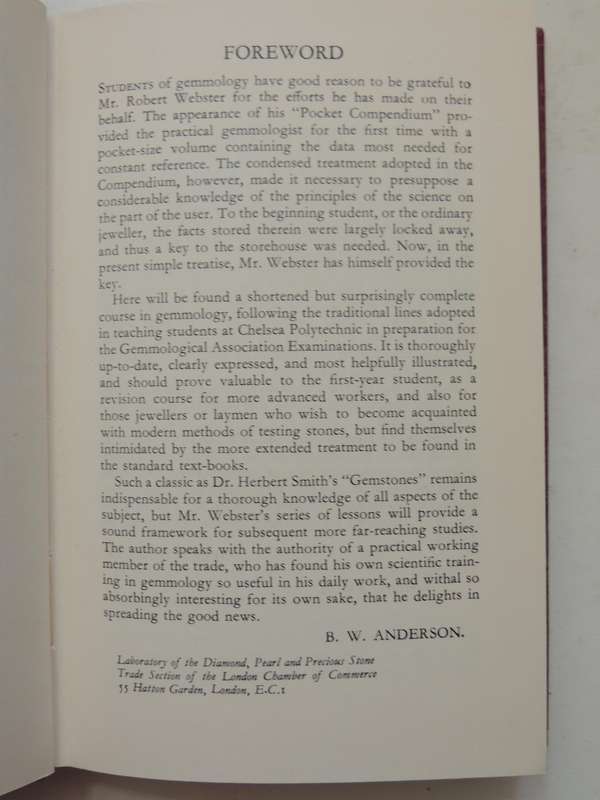 FOREWORD
STUDENTS of gemmology have good reason to be grateful to
Mr. Robert Webster for the efforts he has made on their
behalf. The appearance of his "Pocket Compendium" pro-
vided the practical gemmologist for the first time with a
pocket-size volume containing the data most needed for
constant reference. The condensed treatment adopted in the
Compendium, however, made it necessary to presuppose a
considerable knowledge of the principles of the science on
the part of the user. To the beginning student, or the ordinary
jeweller, the facts stored therein were largely locked away,
and thus a key to the storehouse was needed. Now, in the
present simple treatise, Mr. Webster has himself provided the
key.
Here will be found a shortened but surprisingly complete
course in gemmology, following the traditional lines adopted
in teaching students at Chelsea Polytechnic in preparation for
the Gemmological Association Examinations. It is thoroughly
up-to-date, clearly expressed, and most helpfully illustrated,
and should prove valuable to the first-year student, as a
revision course for more advanced workers, and also for
those jewellers or laymen who wish to become acquainted
with modern methods of testing stones, but find themselves
intimidated by the more extended treatment to be found in
the standard text-books.
Such a classic as Dr. Herbert Smith's "Gemstones" remains
indispensable for a thorough knowledge of all aspects of the
subject, but Mr. Webster's series of lessons will provide a
sound framework for subsequent more far-reaching studies.
The author speaks with the authority of a practical working
member of the trade, who has found his own scientific train-
ing in gemmology so useful in his daily work, and withal so
absorbingly interesting for its own sake, that he delights in
spreading the good news.
B. W. ANDERSON.
Laboratory of the Diamond, Pearl and Precious Stone
Trade Section of the London Chamber of Commerce
55 Hatton Garden, London, E.C.1